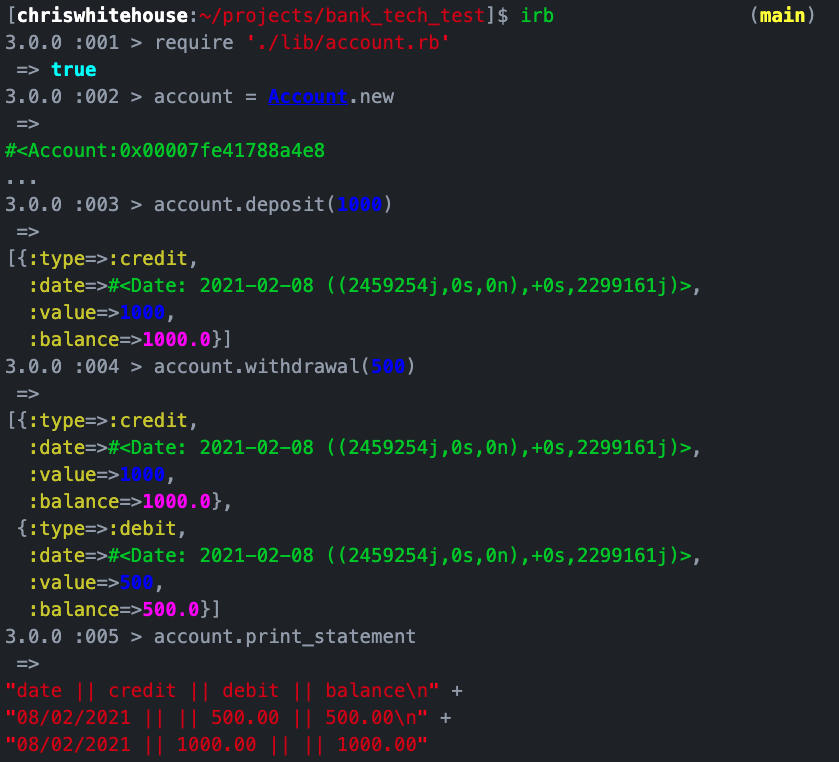 [chriswhitehouse:~/projects/bank_tech_test]$ irb (main)
3.0.0 :001 > require './lib/account.rb'
 => true
3.0.0 :002 > account = Account.new
 =>
#<Account:0x00007fe41788a4e8
...
3.0.0 :003 > account.deposit(1000)
 =>
[{:type=>:credit,
  :date=>#<Date: 2021-02-08 ((2459254j,0s,0n),+0s,2299161j)>,
  :value=>1000,
  :balance=>1000.0}]
3.0.0 :004 > account.withdrawal(500)
 =>
[{:type=>:credit,
  :date=>#<Date: 2021-02-08 ((2459254j,0s,0n),+0s,2299161j)>,
  :value=>1000,
  :balance=>1000.0},
 {:type=>:debit,
  :date=>#<Date: 2021-02-08 ((2459254j,0s,0n),+0s,2299161j)>,
  :value=>500,
  :balance=>500.0}]
3.0.0 :005 > account.print_statement
 =>
"date || credit || debit || balance\n" +
"08/02/2021 || || 500.00 || 500.00\n" +
"08/02/2021 || 1000.00 || || 1000.00"